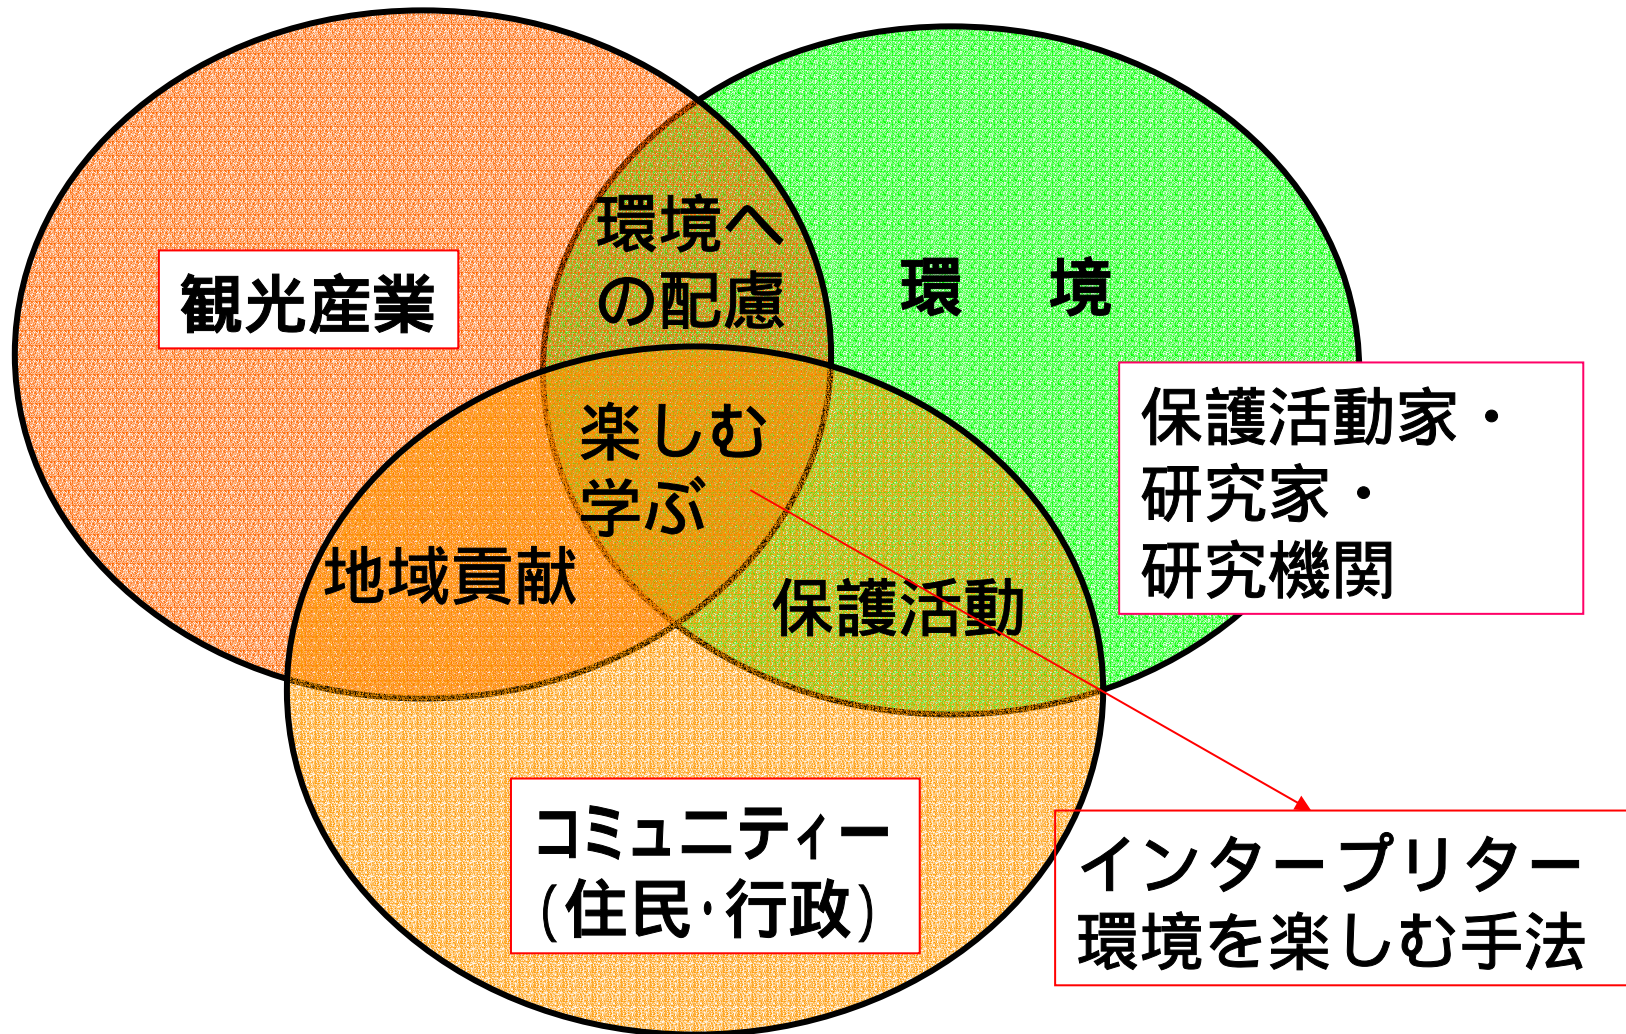 環境へ
の配慮
観光産業
環　境
保護活動家・
研究家・
研究機関
楽しむ
学ぶ
地域貢献
保護活動
コミュニティー
(住民・行政)
インタープリター
環境を楽しむ手法